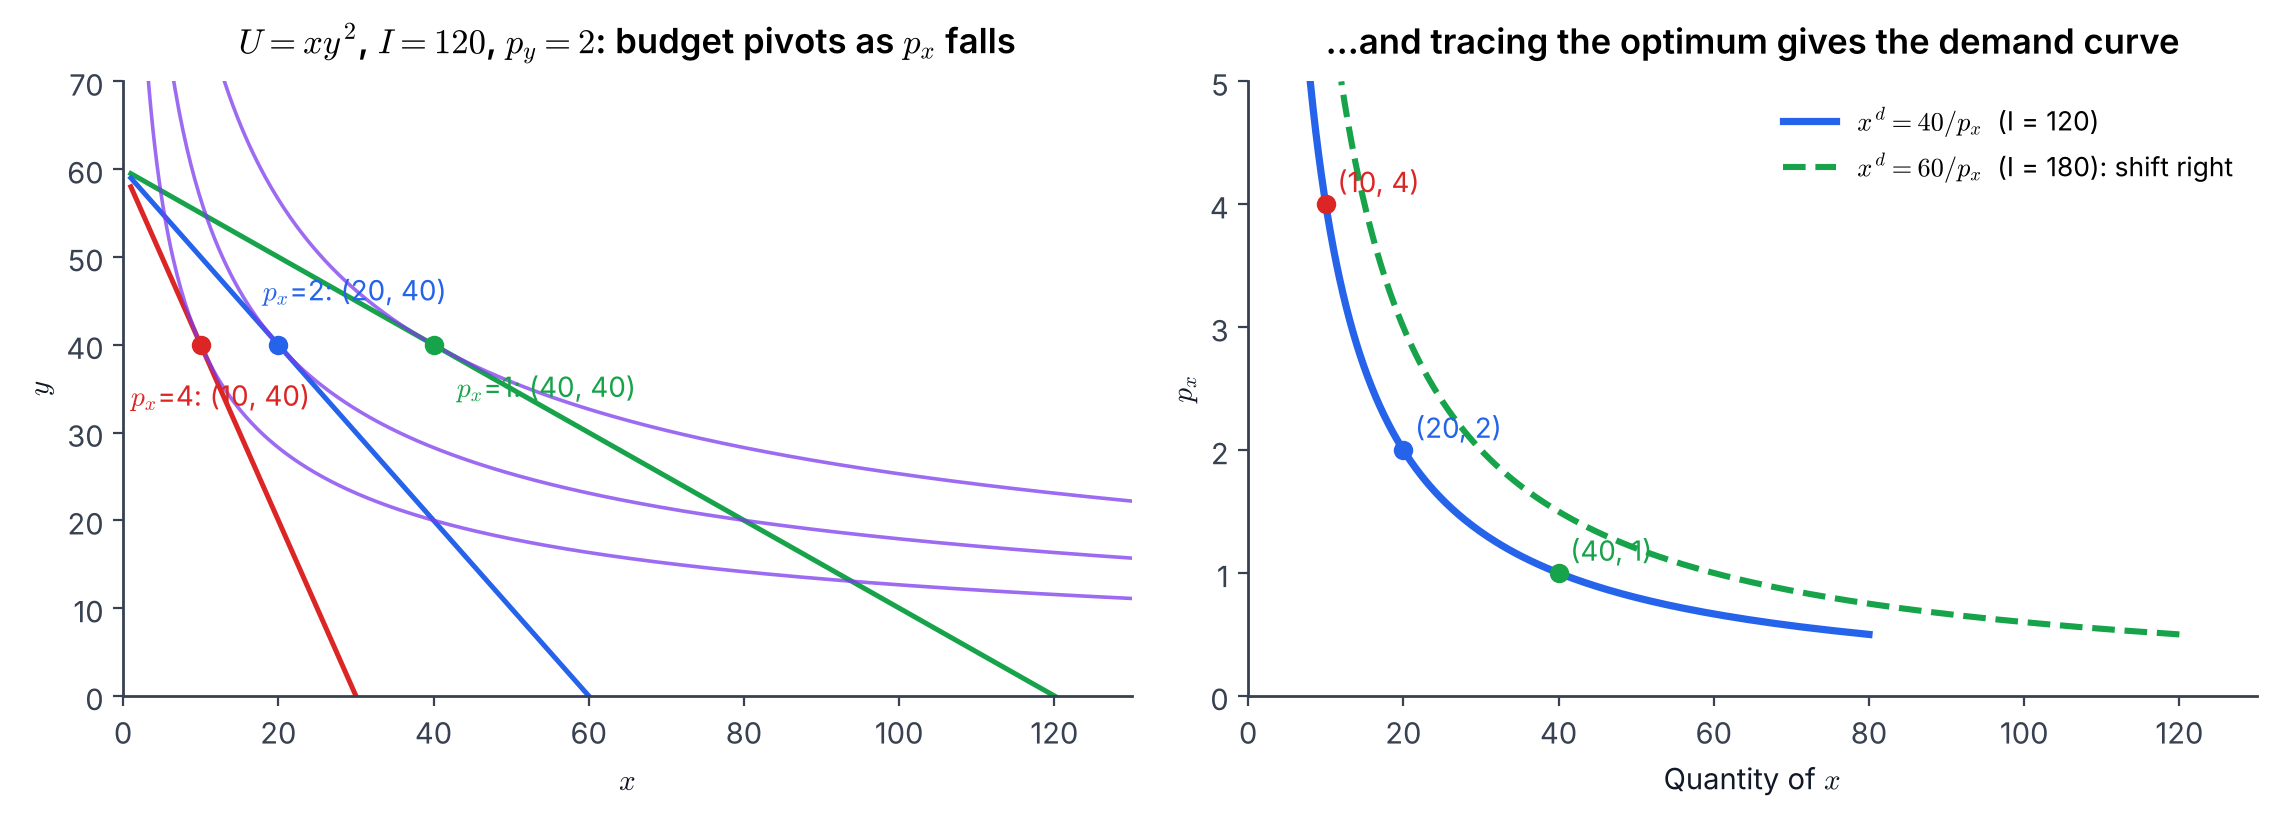 U = xy², I = 120, p_y = 2: budget pivots as p_x falls
70
60
50
40
30
20
10
0
y
p_x=2: (20, 40)
p_x=4: (10, 40)
p_x=1: (40, 40)
0 20 40 60 80 100 120
x
...and tracing the optimum gives the demand curve
5
4
3
2
1
0
p_x
x^d = 40/p_x (I = 120)
x^d = 60/p_x (I = 180): shift right
(10, 4)
(20, 2)
(40, 1)
0 20 40 60 80 100 120
Quantity of x